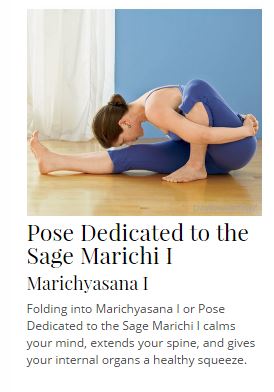 Pose Dedicated to the
Sage Marichi I
Marichyasana I
Folding into Marichyasana I or Pose
Dedicated to the Sage Marichi I calms
your mind, extends your spine, and gives
your internal organs a healthy squeeze.